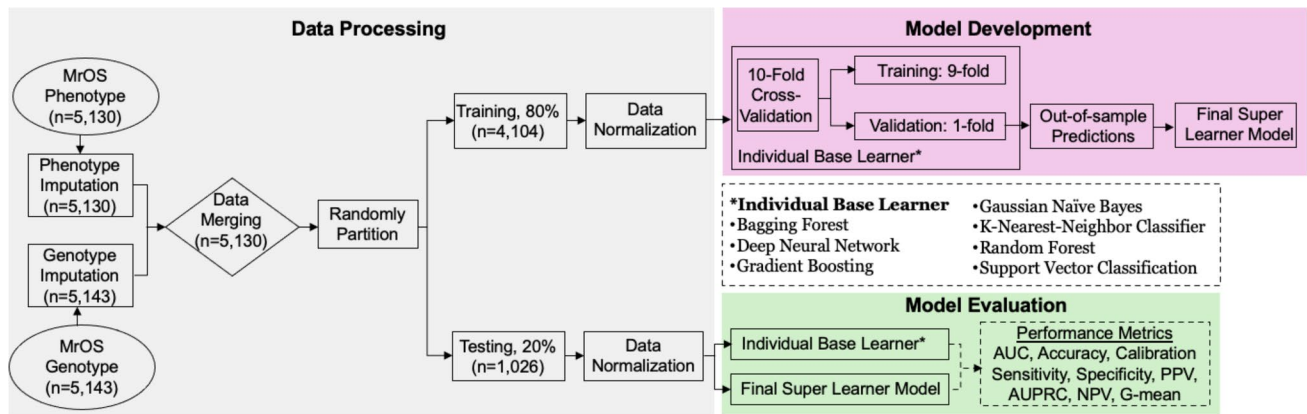 Data Processing
MrOS
Phenotype
(n=5,130)
Phenotype
Imputation
(n=5,130)
Genotype
Imputation
(n=5,143)
MrOS
Genotype
(n=5,143)
Data
Merging
(n=5,130)
Randomly
Partition
Training, 80%
(n=4,104)
Data
Normalization
Testing, 20%
(n=1,026)
Data
Normalization
Model Development
10-Fold
Cross-
Validation
Training: 9-fold
Validation: 1-fold
Individual Base Learner*
Out-of-sample
Predictions
Final Super
Learner Model
*Individual Base Learner
•Bagging Forest
•Deep Neural Network
•Gradient Boosting
•Gaussian Naïve Bayes
•K-Nearest-Neighbor Classifier
•Random Forest
•Support Vector Classification
Model Evaluation
Individual Base Learner*
Final Super Learner Model
Performance Metrics
AUC, Accuracy, Calibration
Sensitivity, Specificity, PPV,
AUPRC, NPV, G-mean